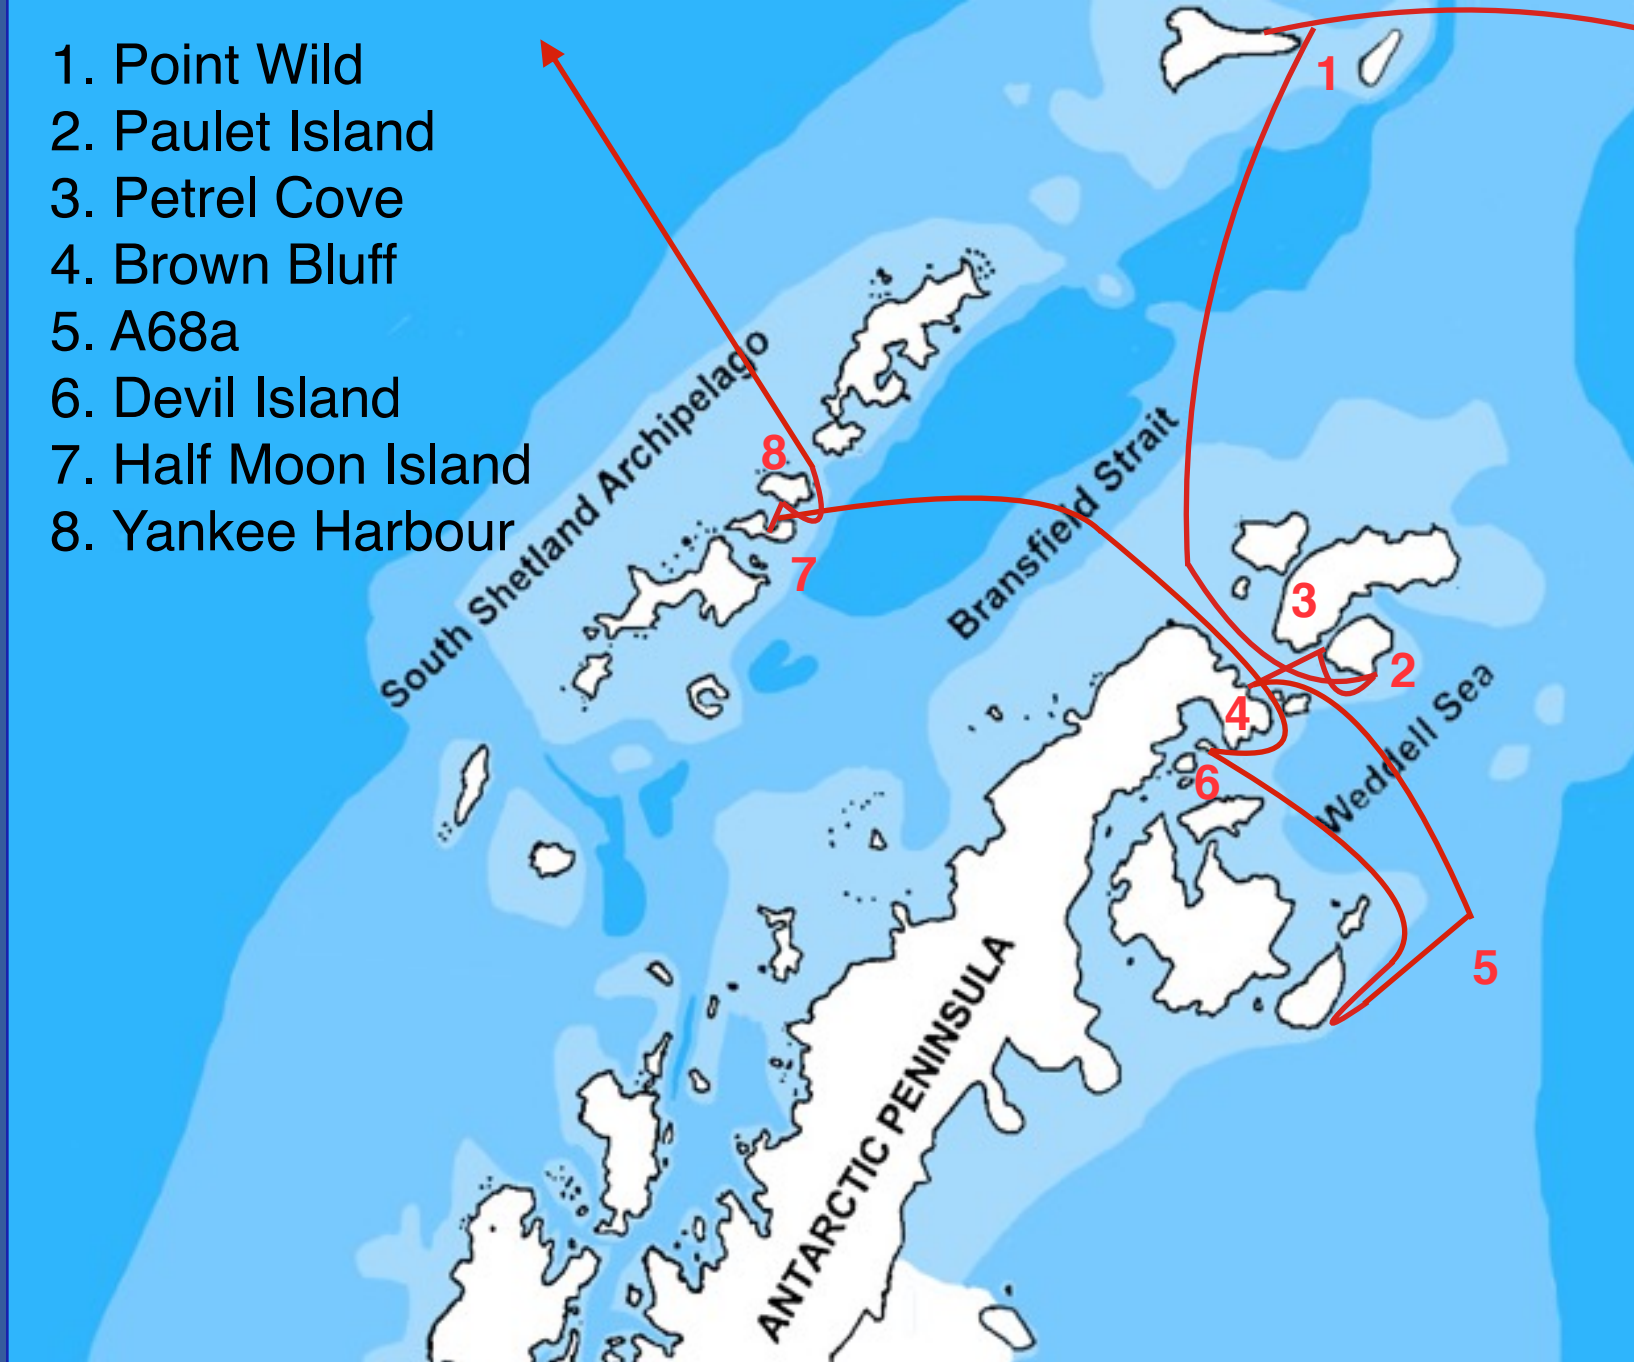 1. Point Wild
2. Paulet Island
3. Petrel Cove
4. Brown Bluff
5. A68a
6. Devil Island
7. Half Moon Island
8. Yankee Harbour
1
South Shetland Archipelago
8
7
Bransfield Strait
3
2
4
Weddell Sea
6
5
ANTARCTIC PENINSULA